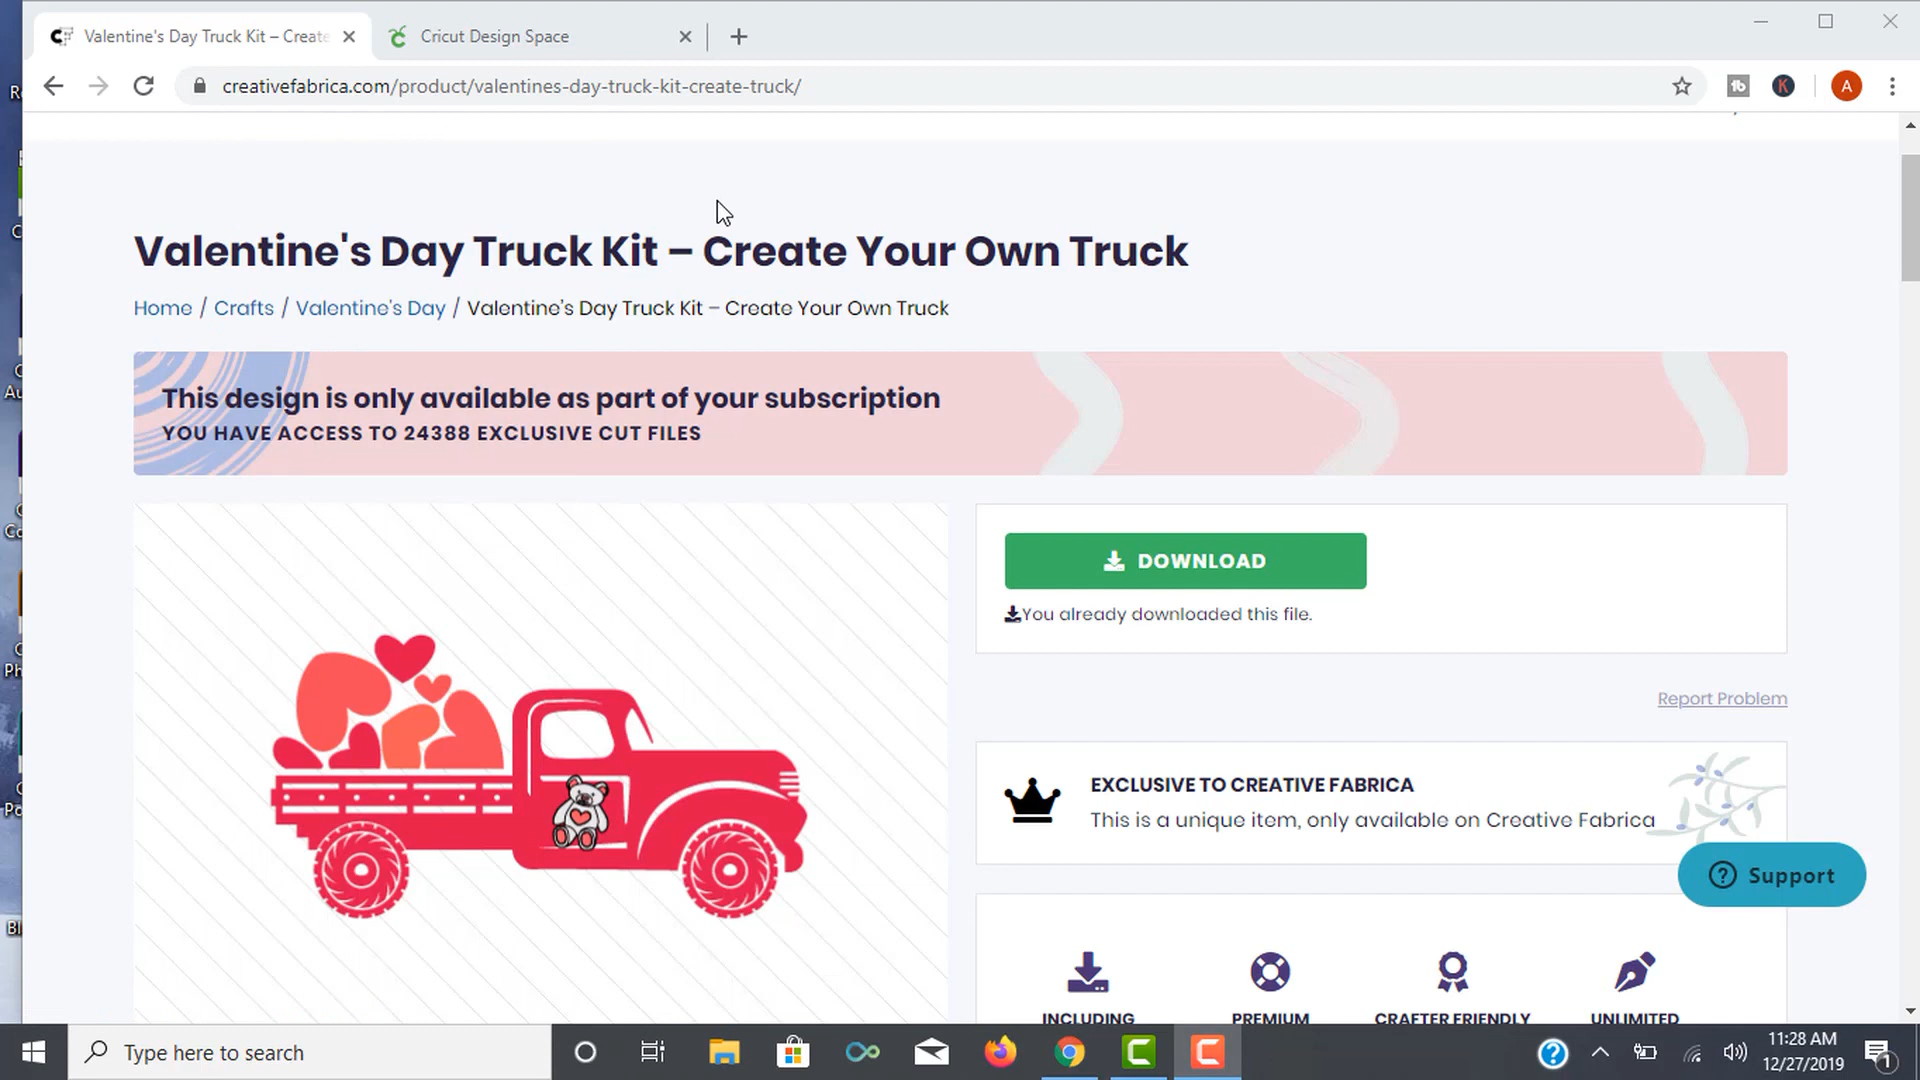 Valentine's Day Truck Kit – Create
Cricut Design Space
creativefabrica.com/product/valentines-day-truck-kit-create-truck/
A
Valentine's Day Truck Kit – Create Your Own Truck
Home / Crafts / Valentine's Day / Valentine's Day Truck Kit – Create Your Own Truck
This design is only available as part of your subscription
YOU HAVE ACCESS TO 24388 EXCLUSIVE CUT FILES
DOWNLOAD
You already downloaded this file.
Report Problem
EXCLUSIVE TO CREATIVE FABRICA
This is a unique item, only available on Creative Fabrica
Support
INCLUDING
PREMIUM
CRAFTER FRIENDLY
UNLIMITED
Type here to search
11:28 AM
12/27/2019
1